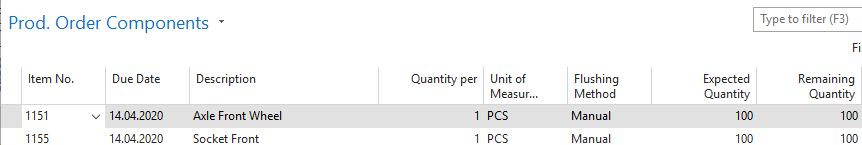 Prod. Order Components
Type to filter (F3)
Fi
Item No. Due Date Description Quantity per Unit of Measur... Flushing Method Expected Quantity Remaining Quantity
1151 14.04.2020 Axle Front Wheel 1 PCS Manual 100 100
1155 14.04.2020 Socket Front 1 PCS Manual 100 100